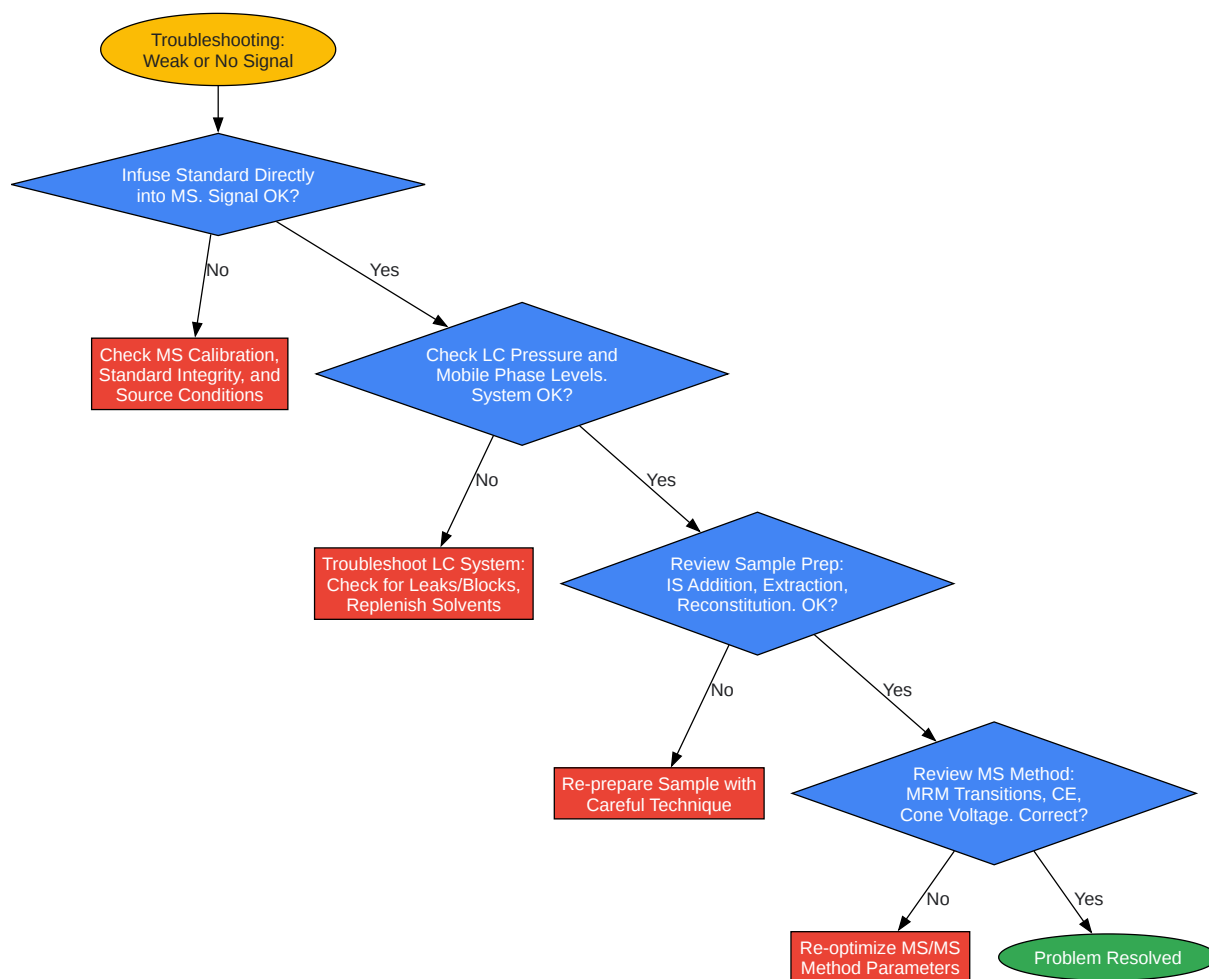 Troubleshooting:
Weak or No Signal
Infuse Standard Directly
into MS. Signal OK?
No
Yes
Check MS Calibration,
Standard Integrity, and
Source Conditions
Check LC Pressure and
Mobile Phase Levels.
System OK?
No
Yes
Troubleshoot LC System:
Check for Leaks/Blocks,
Replenish Solvents
Review Sample Prep:
IS Addition, Extraction,
Reconstitution. OK?
No
Yes
Re-prepare Sample with
Careful Technique
Review MS Method:
MRM Transitions, CE,
Cone Voltage. Correct?
No
Yes
Re-optimize MS/MS
Method Parameters
Problem Resolved